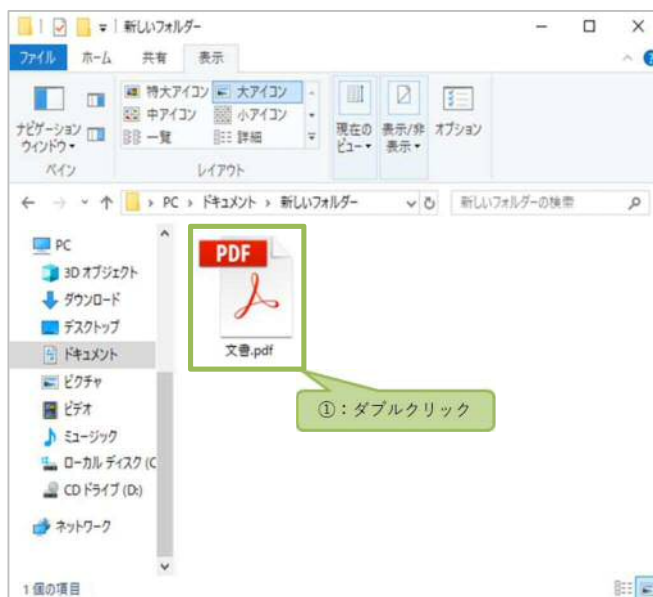 新しいフォルダー
ファイル ホーム 共有 表示
ナビゲーション
ウィンドウ
ペイン
特大アイコン 大アイコン
中アイコン 小アイコン
一覧 詳細
レイアウト
現在の
ビュー
表示/非
表示
オプション
PC › ドキュメント › 新しいフォルダー
新しいフォルダーの検索
PC
3D オブジェクト
ダウンロード
デスクトップ
ドキュメント
ピクチャ
ビデオ
ミュージック
ローカル ディスク (C
CD ドライブ (D:)
ネットワーク
PDF
文書.pdf
①：ダブルクリック
1 個の項目